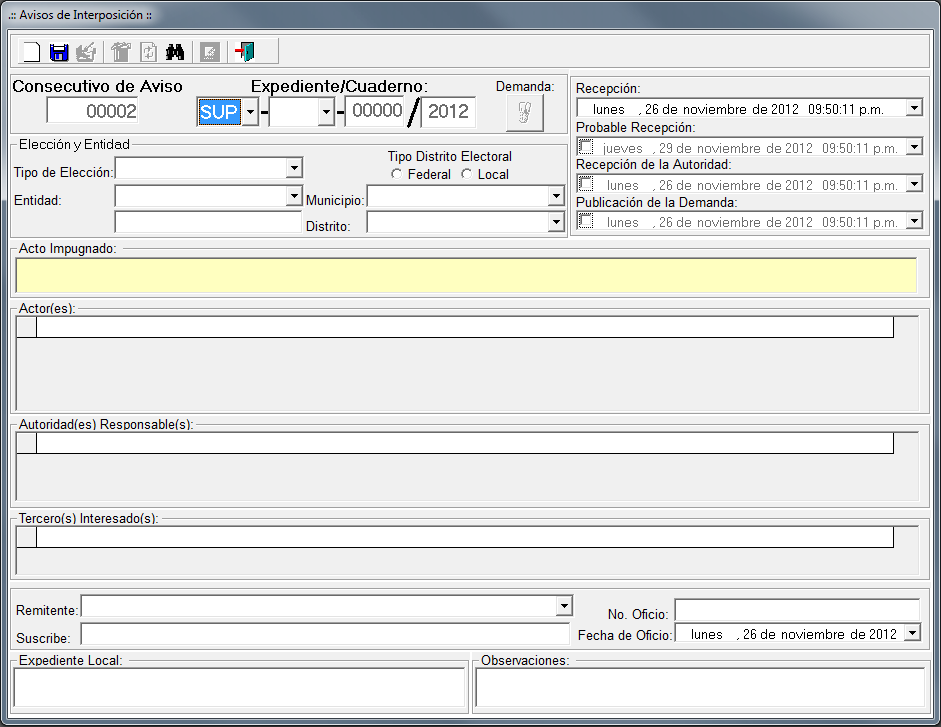 .:: Avisos de Interposición ::
Consecutivo de Aviso
Expediente/Cuaderno:
Demanda:
00002
SUP - - 00000 / 2012
Recepción:
lunes , 26 de noviembre de 2012 09:50:11 p.m.
Probable Recepción:
jueves , 29 de noviembre de 2012 09:50:11 p.m.
Recepción de la Autoridad:
lunes , 26 de noviembre de 2012 09:50:11 p.m.
Publicación de la Demanda:
lunes , 26 de noviembre de 2012 09:50:11 p.m.
Elección y Entidad
Tipo de Elección:
Tipo Distrito Electoral
Federal Local
Entidad:
Municipio:
Distrito:
Acto Impugnado:
Actor(es):
Autoridad(es) Responsable(s):
Tercero(s) Interesado(s):
Remitente:
No. Oficio:
Suscribe:
Fecha de Oficio: lunes , 26 de noviembre de 2012
Expediente Local:
Observaciones: